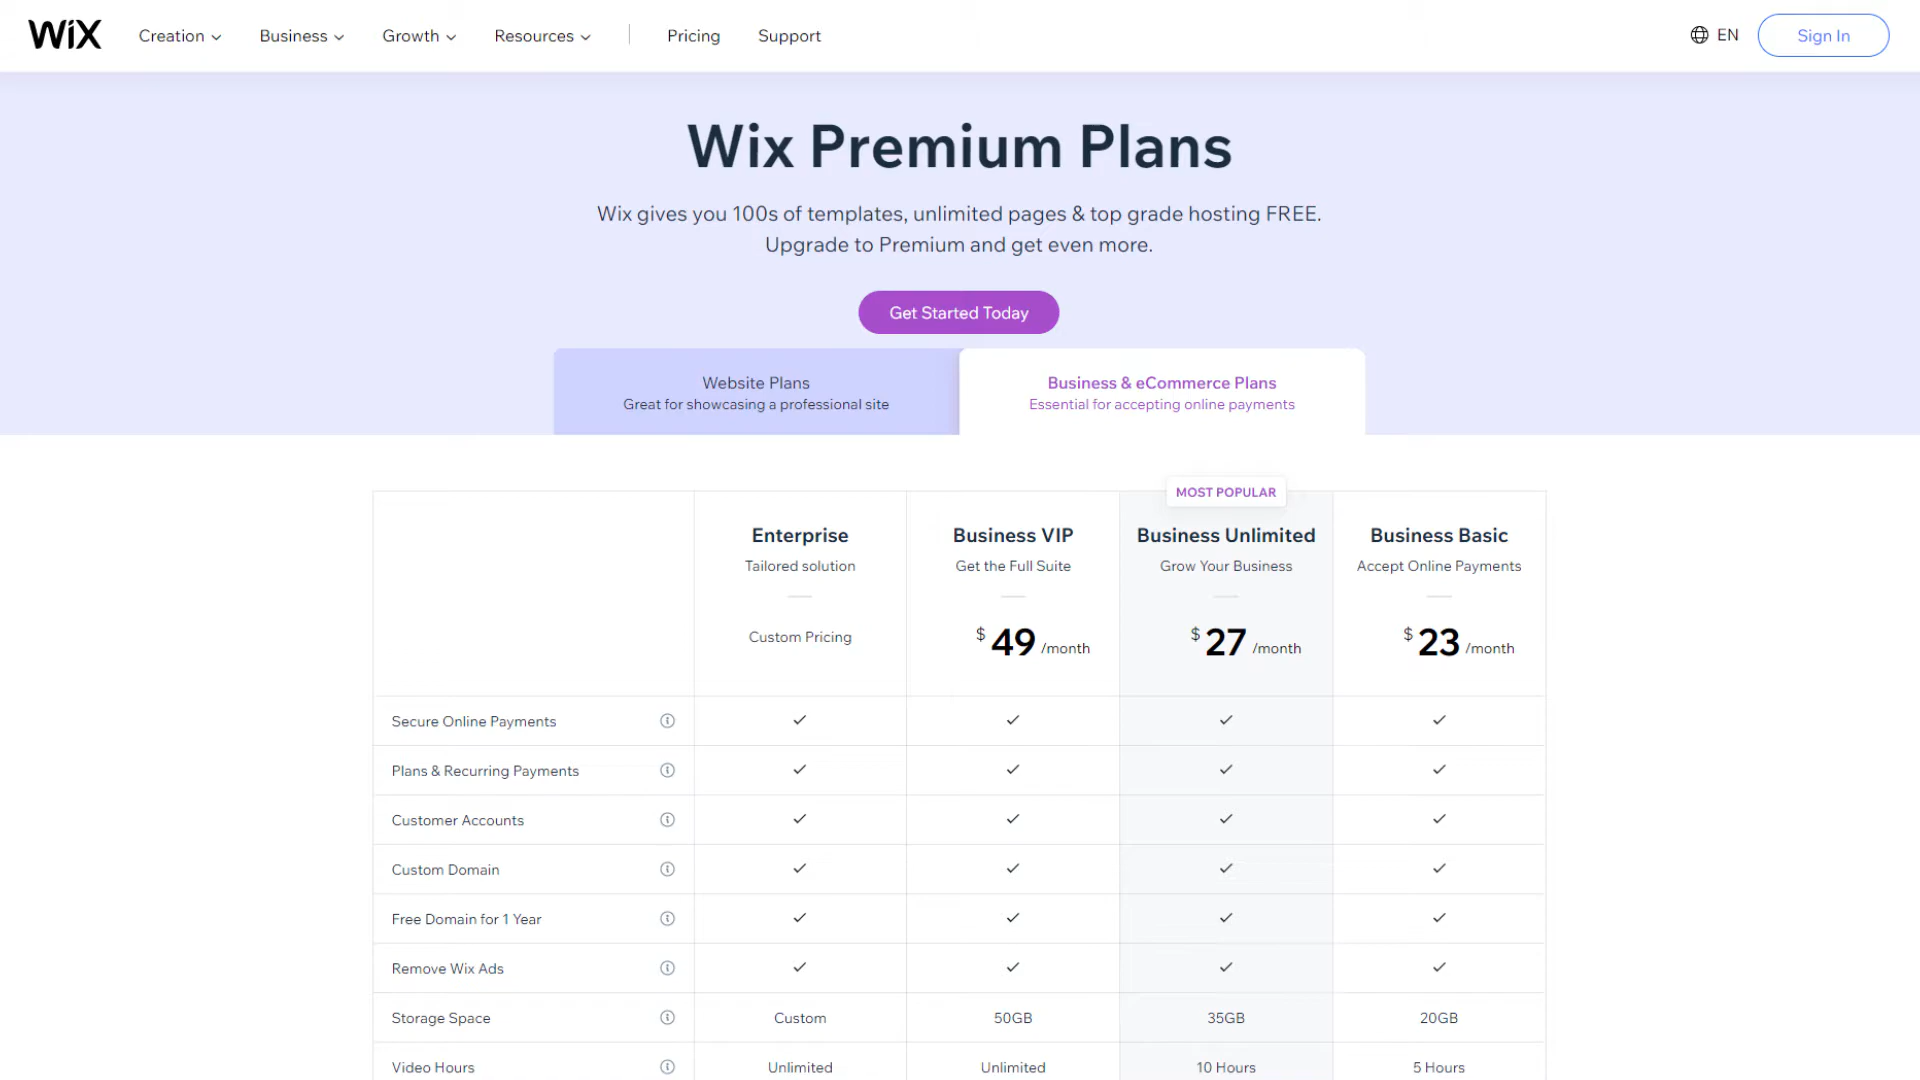 WiX
Creation
Business
Growth
Resources
Pricing
Support
EN
Sign In
Wix Premium Plans
Wix gives you 100s of templates, unlimited pages & top grade hosting FREE.
Upgrade to Premium and get even more.
Get Started Today
Website Plans
Great for showcasing a professional site
Business & eCommerce Plans
Essential for accepting online payments
MOST POPULAR
Enterprise
Tailored solution
Custom Pricing
Business VIP
Get the Full Suite
$ 49 /month
Business Unlimited
Grow Your Business
$ 27 /month
Business Basic
Accept Online Payments
$ 23 /month
Secure Online Payments
Plans & Recurring Payments
Customer Accounts
Custom Domain
Free Domain for 1 Year
Remove Wix Ads
Storage Space Custom 50GB 35GB 20GB
Video Hours Unlimited Unlimited 10 Hours 5 Hours